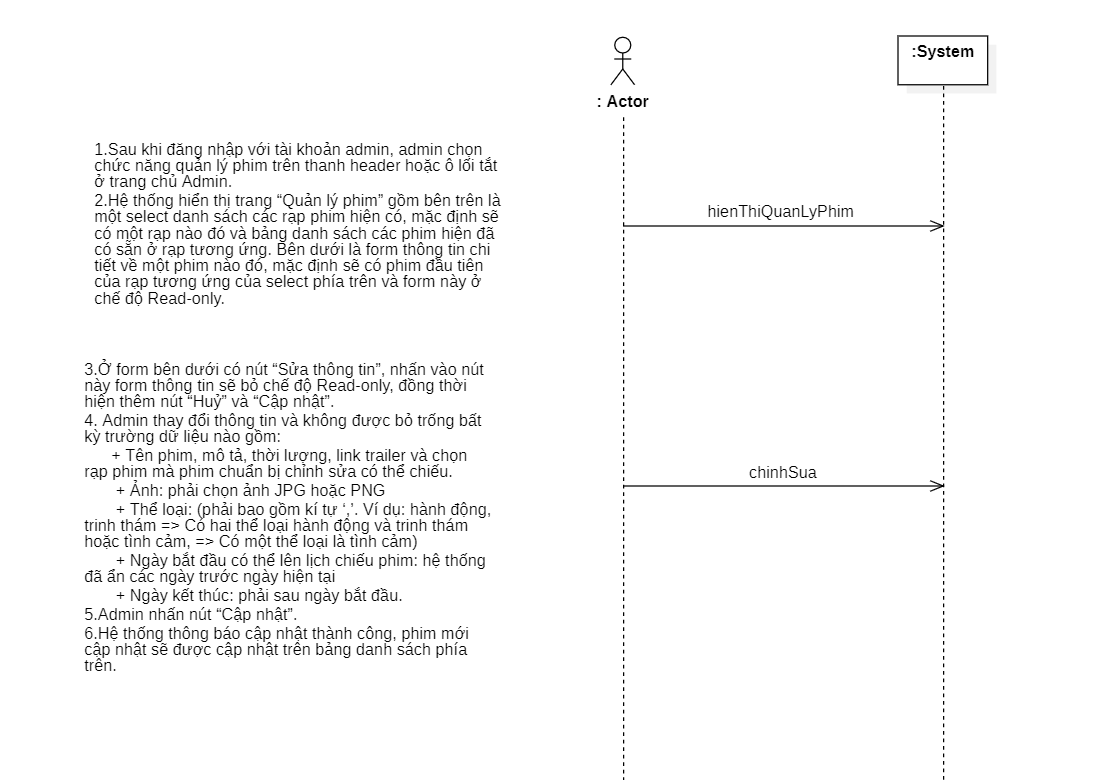 :System
: Actor
1.Sau khi đăng nhập với tài khoản admin, admin chọn
chức năng quản lý phim trên thanh header hoặc ô lối tắt
ở trang chủ Admin.
2.Hệ thống hiển thị trang “Quản lý phim” gồm bên trên là
một select danh sách các rạp phim hiện có, mặc định sẽ
có một rạp nào đó và bảng danh sách các phim hiện đã
có sẵn ở rạp tương ứng. Bên dưới là form thông tin chi
tiết về một phim nào đó, mặc định sẽ có phim đầu tiên
của rạp tương ứng của select phía trên và form này ở
chế độ Read-only.
hienThiQuanLyPhim
3.Ở form bên dưới có nút “Sửa thông tin”, nhấn vào nút
này form thông tin sẽ bỏ chế độ Read-only, đồng thời
hiện thêm nút “Huỷ” và “Cập nhật”.
4. Admin thay đổi thông tin và không được bỏ trống bất
kỳ trường dữ liệu nào gồm:
+ Tên phim, mô tả, thời lượng, link trailer và chọn
rạp phim mà phim chuẩn bị chỉnh sửa có thể chiếu.
+ Ảnh: phải chọn ảnh JPG hoặc PNG
+ Thể loại: (phải bao gồm kí tự ‘,’. Ví dụ: hành động,
trinh thám => Có hai thể loại hành động và trinh thám
hoặc tình cảm, => Có một thể loại là tình cảm)
+ Ngày bắt đầu có thể lên lịch chiếu phim: hệ thống
đã ẩn các ngày trước ngày hiện tại
+ Ngày kết thúc: phải sau ngày bắt đầu.
5.Admin nhấn nút “Cập nhật”.
6.Hệ thống thông báo cập nhật thành công, phim mới
cập nhật sẽ được cập nhật trên bảng danh sách phía
trên.
chinhSua